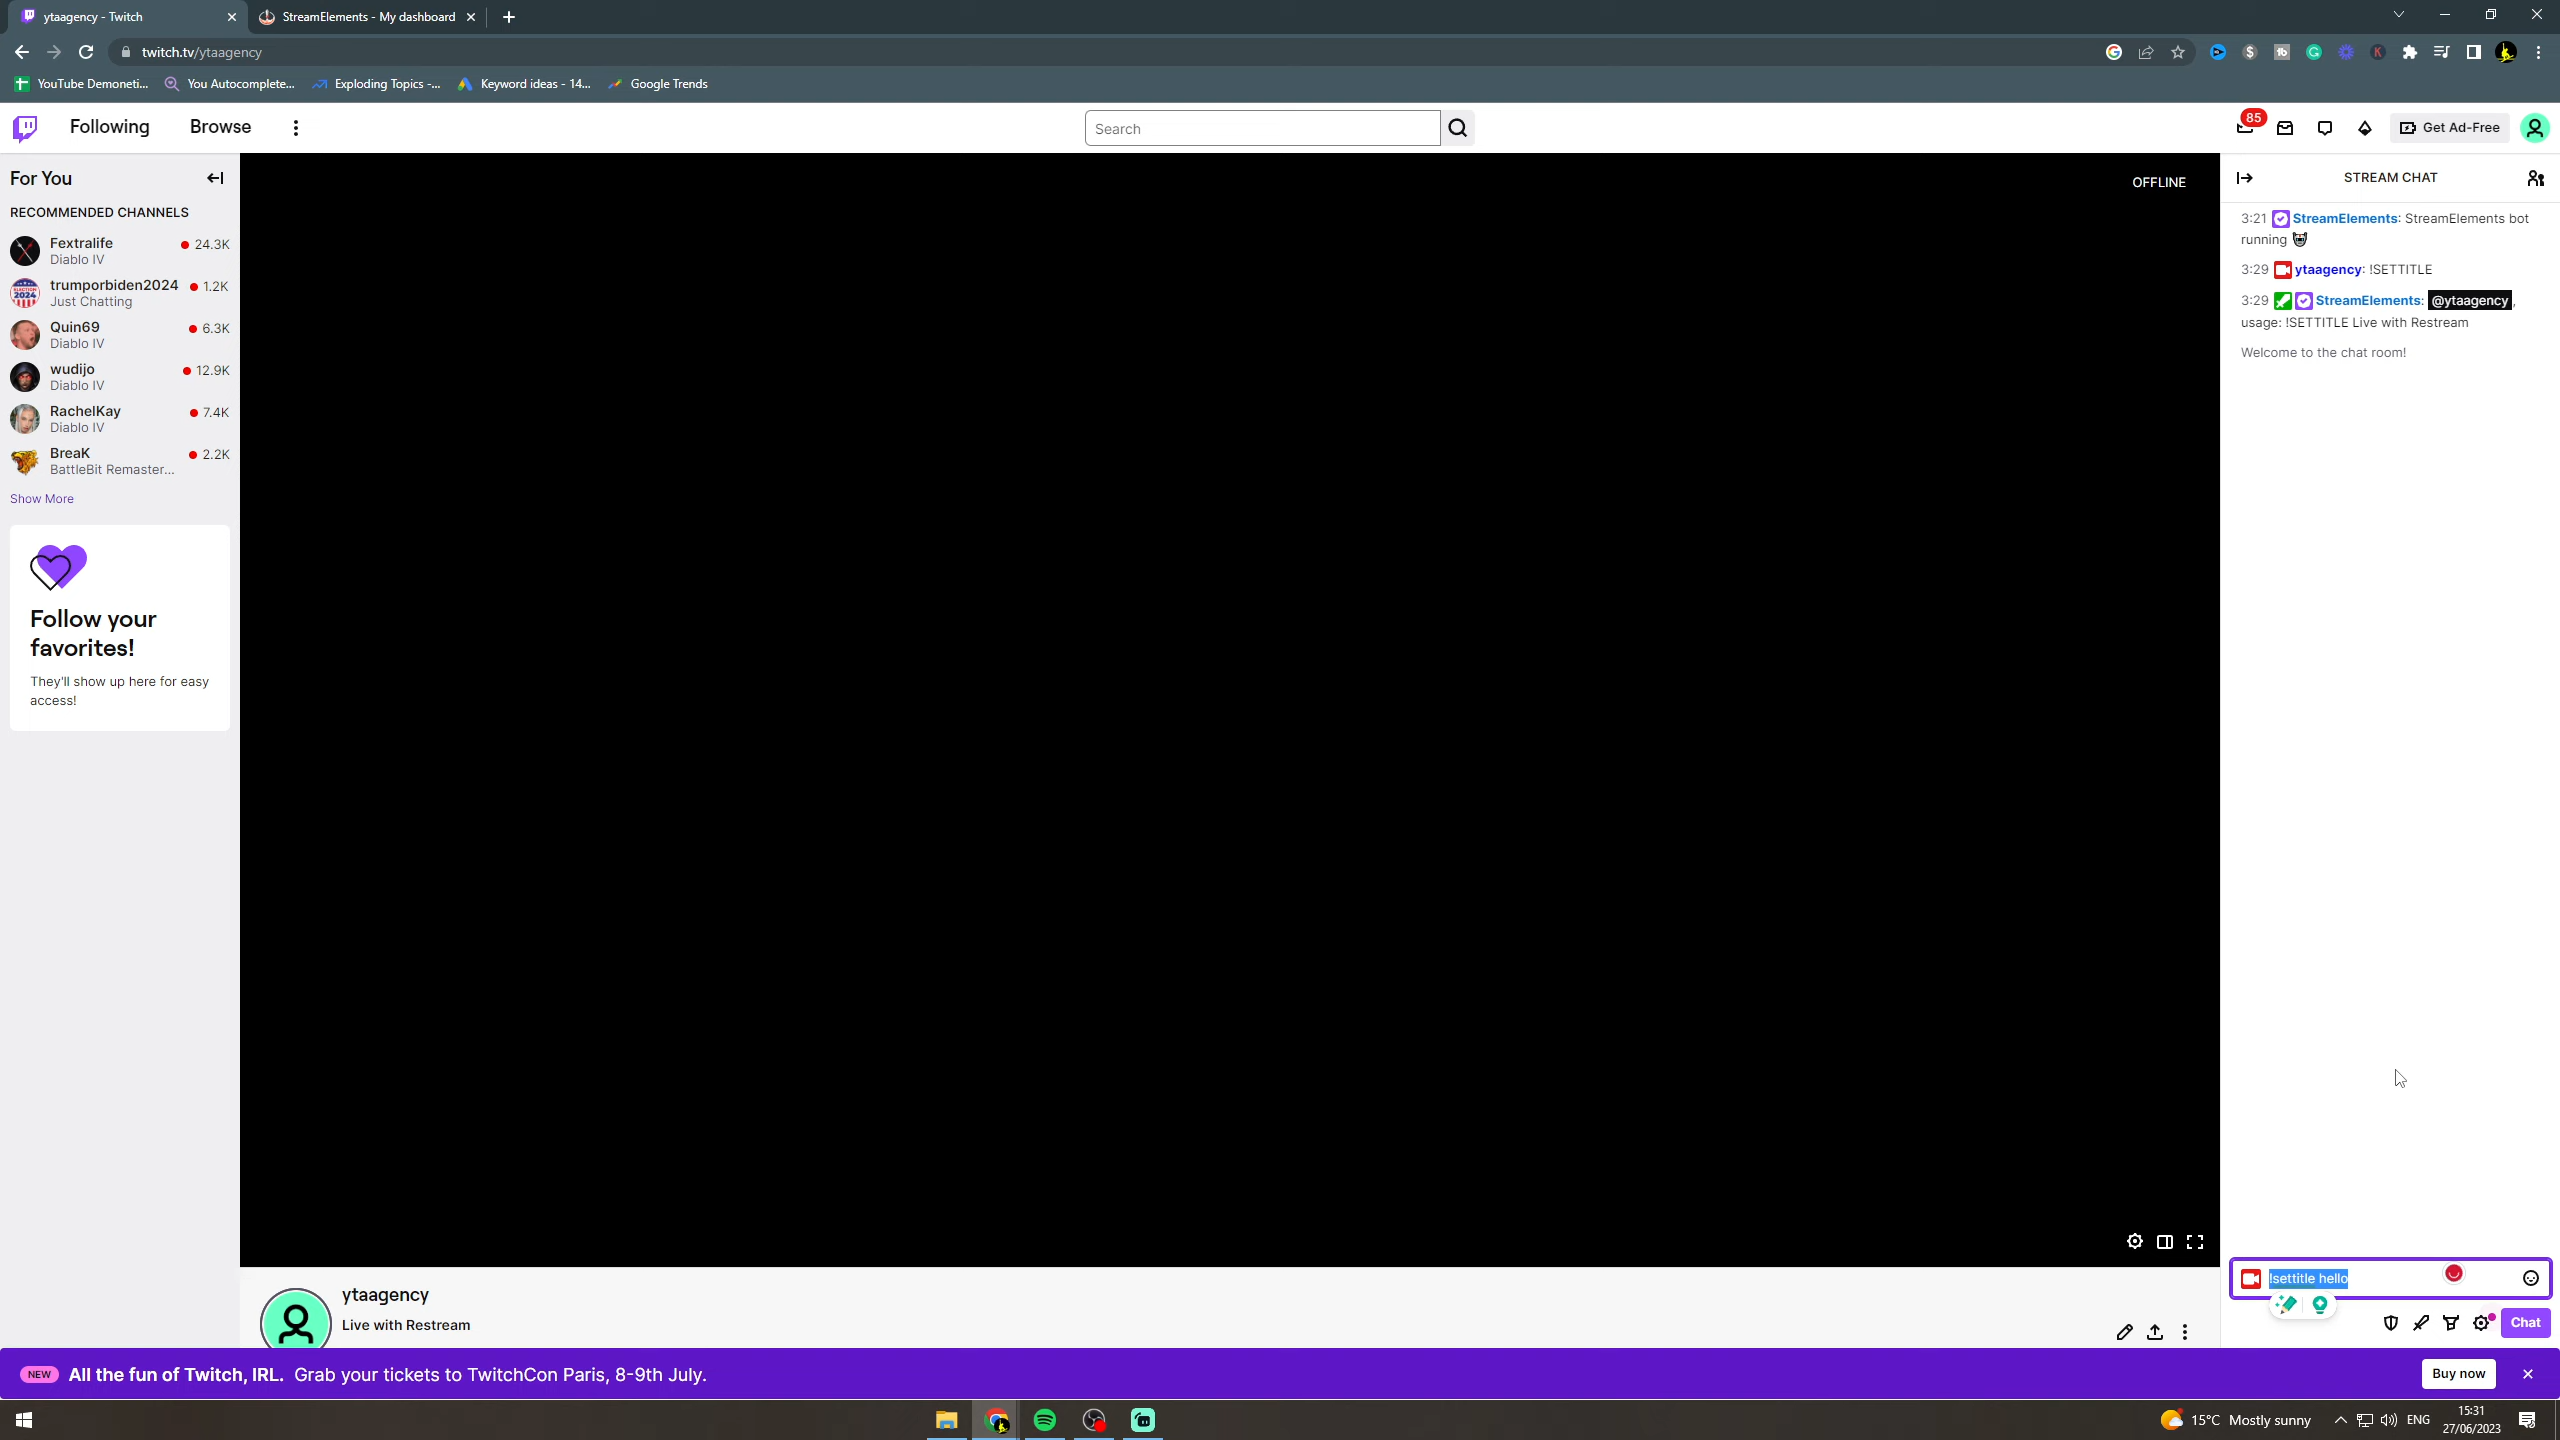 ytaagency - Twitch
StreamElements - My dashboard
twitch.tv/ytaagency
YouTube Demoneti...
You Autocomplete...
Exploding Topics -...
Keyword ideas - 14...
Google Trends
Following
Browse
Search
85
Get Ad-Free
For You
RECOMMENDED CHANNELS
Fextralife
24.3K
Diablo IV
trumporbiden2024
1.2K
Just Chatting
Quin69
6.3K
Diablo IV
wudijo
12.9K
Diablo IV
RachelKay
7.4K
Diablo IV
BreaK
2.2K
BattleBit Remaster...
Show More
Follow your
favorites!
They'll show up here for easy
access!
OFFLINE
STREAM CHAT
3:21 StreamElements: StreamElements bot
running
3:29 ytaagency: !SETTITLE
3:29 StreamElements: @ytaagency,
usage: !SETTITLE Live with Restream
Welcome to the chat room!
!settitle hello
Chat
ytaagency
Live with Restream
NEW All the fun of Twitch, IRL. Grab your tickets to TwitchCon Paris, 8-9th July.
Buy now
15°C Mostly sunny
ENG
15:31
27/06/2023